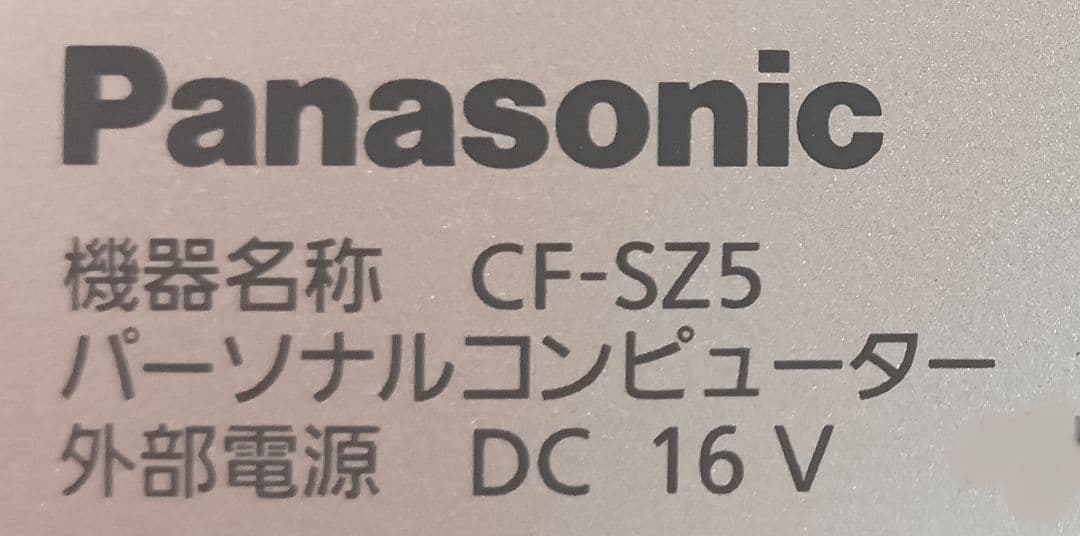 Panasonic
機器名称 CF-SZ5
パーソナルコンピューター
外部電源 DC 16 V